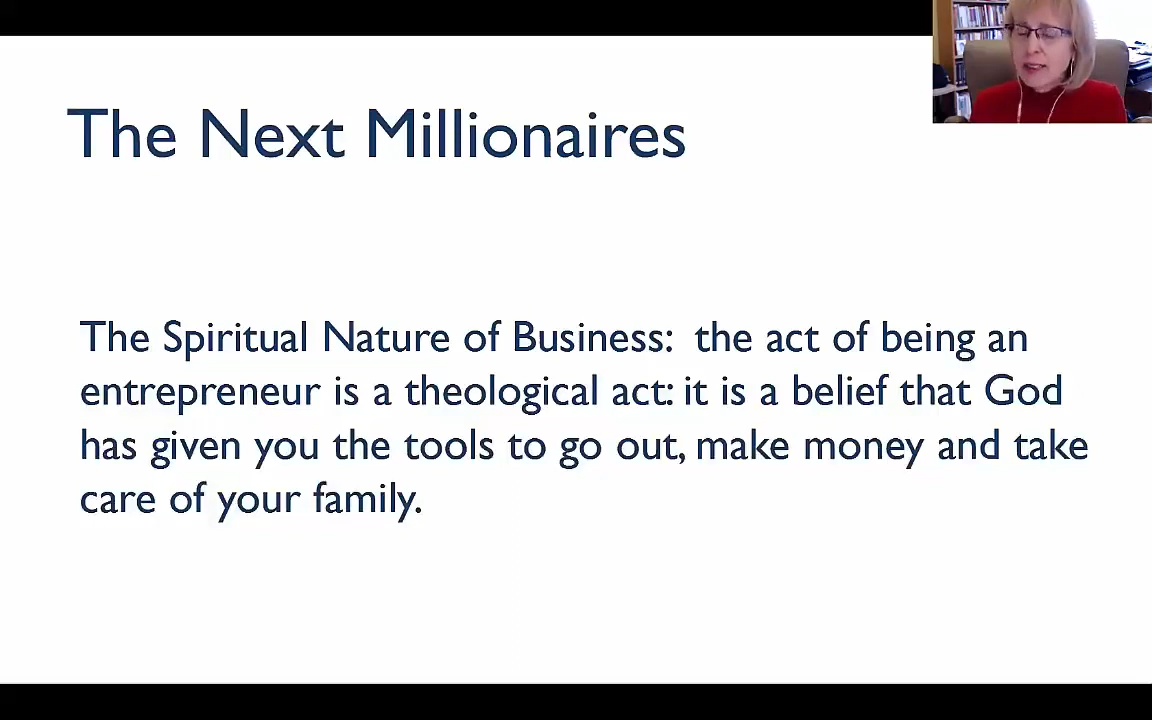 The Next Millionaires
The Spiritual Nature of Business:  the act of being an
entrepreneur is a theological act: it is a belief that God
has given you the tools to go out, make money and take
care of your family.